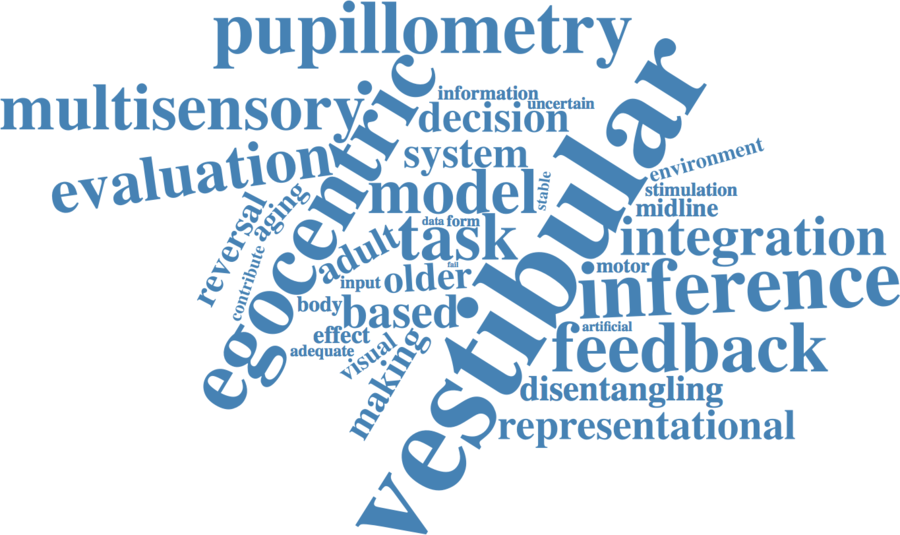 pupillometry
vestibular
egocentric
multisensory
information
uncertain
decision
evaluation
system
environment
model
stable
stimulation
midline
reversal
aging
data
form
adult
task
integration
contribute
fail
motor
input
older
inference
body
based
artificial
effect
feedback
adequate
visual
making
disentangling
representational